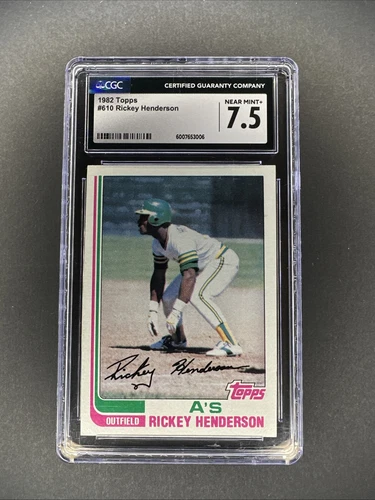 CGC
CERTIFIED GUARANTY COMPANY
1982 Topps
#610 Rickey Henderson
NEAR MINT+
7.5
6007653006
Rickey Henderson
Topps
A'S
OUTFIELD
RICKEY HENDERSON